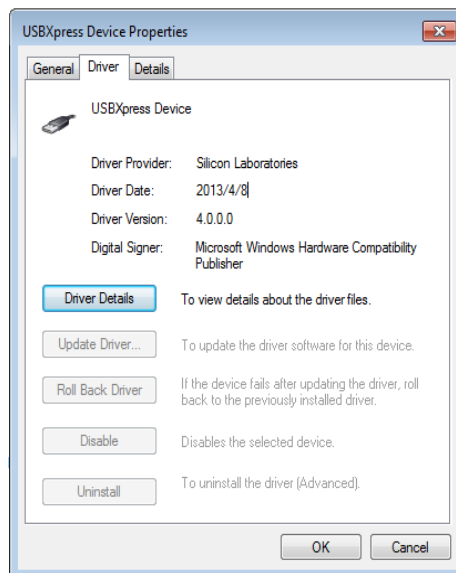 USBXpress Device Properties
General Driver Details
USBXpress Device
Driver Provider: Silicon Laboratories
Driver Date: 2013/4/8
Driver Version: 4.0.0.0
Digital Signer: Microsoft Windows Hardware Compatibility
Publisher
Driver Details To view details about the driver files.
Update Driver... To update the driver software for this device.
Roll Back Driver If the device fails after updating the driver, roll
back to the previously installed driver.
Disable Disables the selected device.
Uninstall To uninstall the driver (Advanced).
OK Cancel